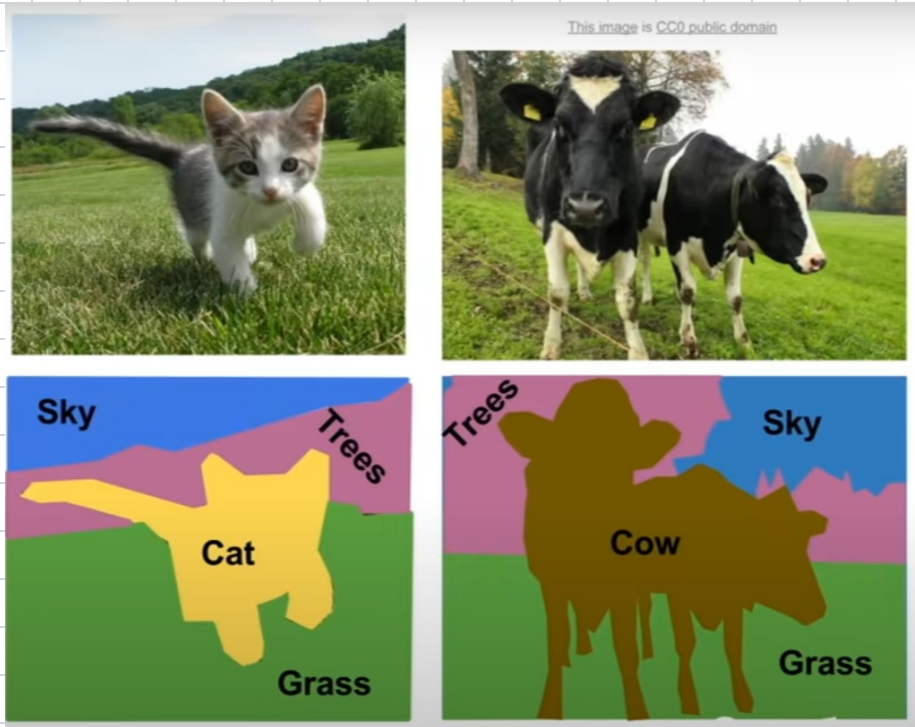 This image is CC0 public domain
Sky
Trees
Cat
Grass
Trees
Sky
Cow
Grass